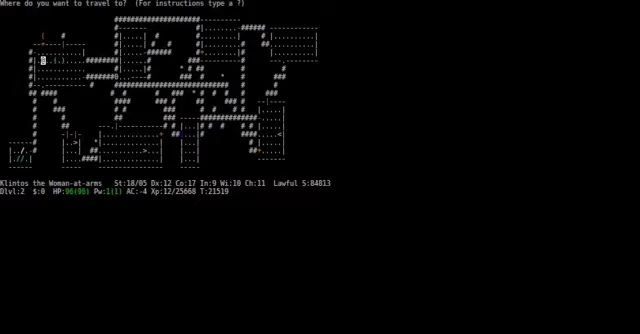 Where do you want to travel to?  (For instructions type a ?)
Klintos the Woman-at-arms   St:18/05 Dx:12 Co:17 In:9 Wi:10 Ch:11  Lawful S:84813
Dlvl:2  $:0  HP:96(96) Pw:1(1) AC:-4 Xp:12/25668 T:21519